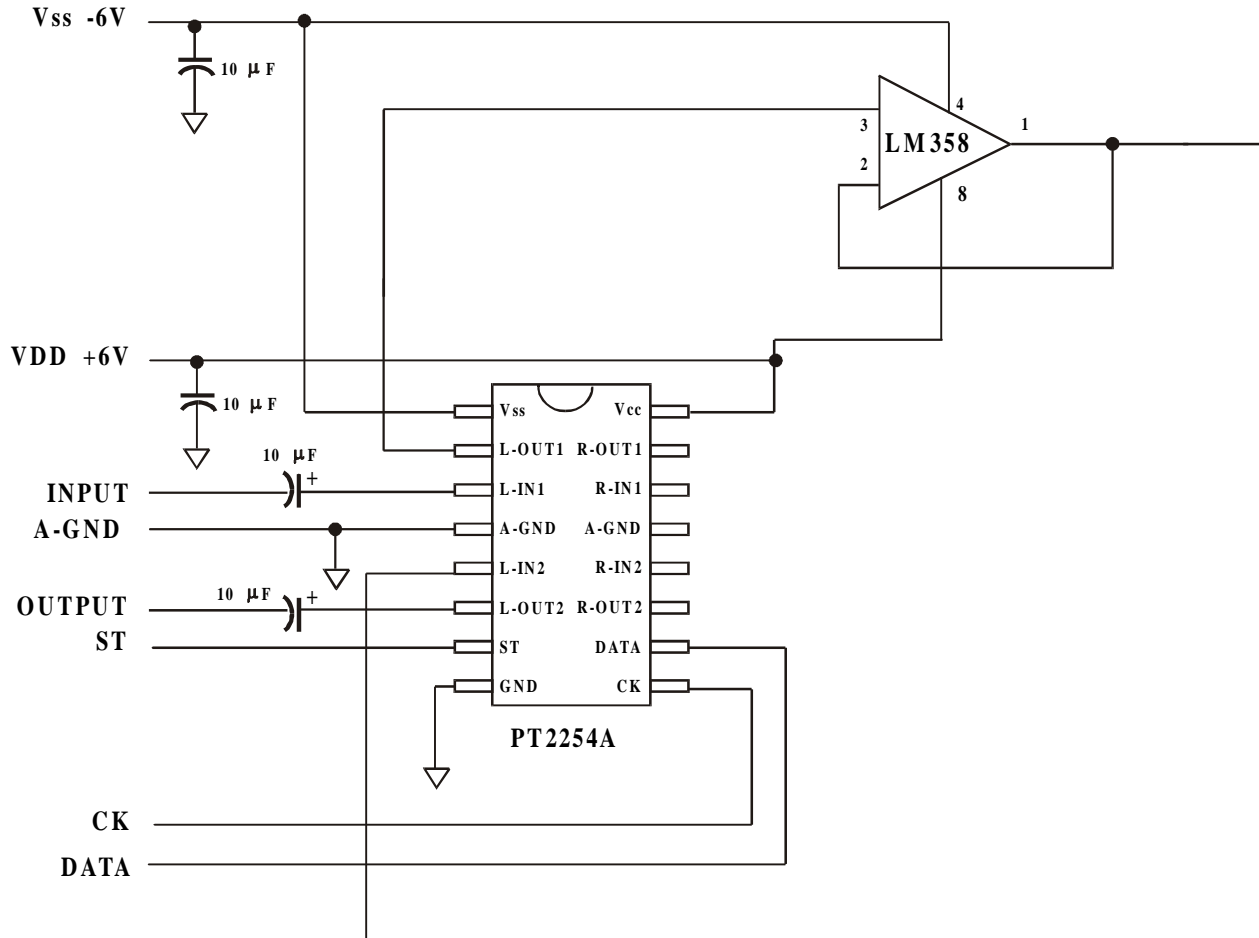 Vss -6V
10 μF
4
3
1
LM358
2
8
VDD +6V
10 μF
Vss
Vcc
L-OUT1
R-OUT1
10 μF
+
INPUT
L-IN1
R-IN1
A-GND
A-GND
A-GND
L-IN2
R-IN2
10 μF
+
OUTPUT
L-OUT2
R-OUT2
ST
ST
DATA
GND
CK
PT2254A
CK
DATA